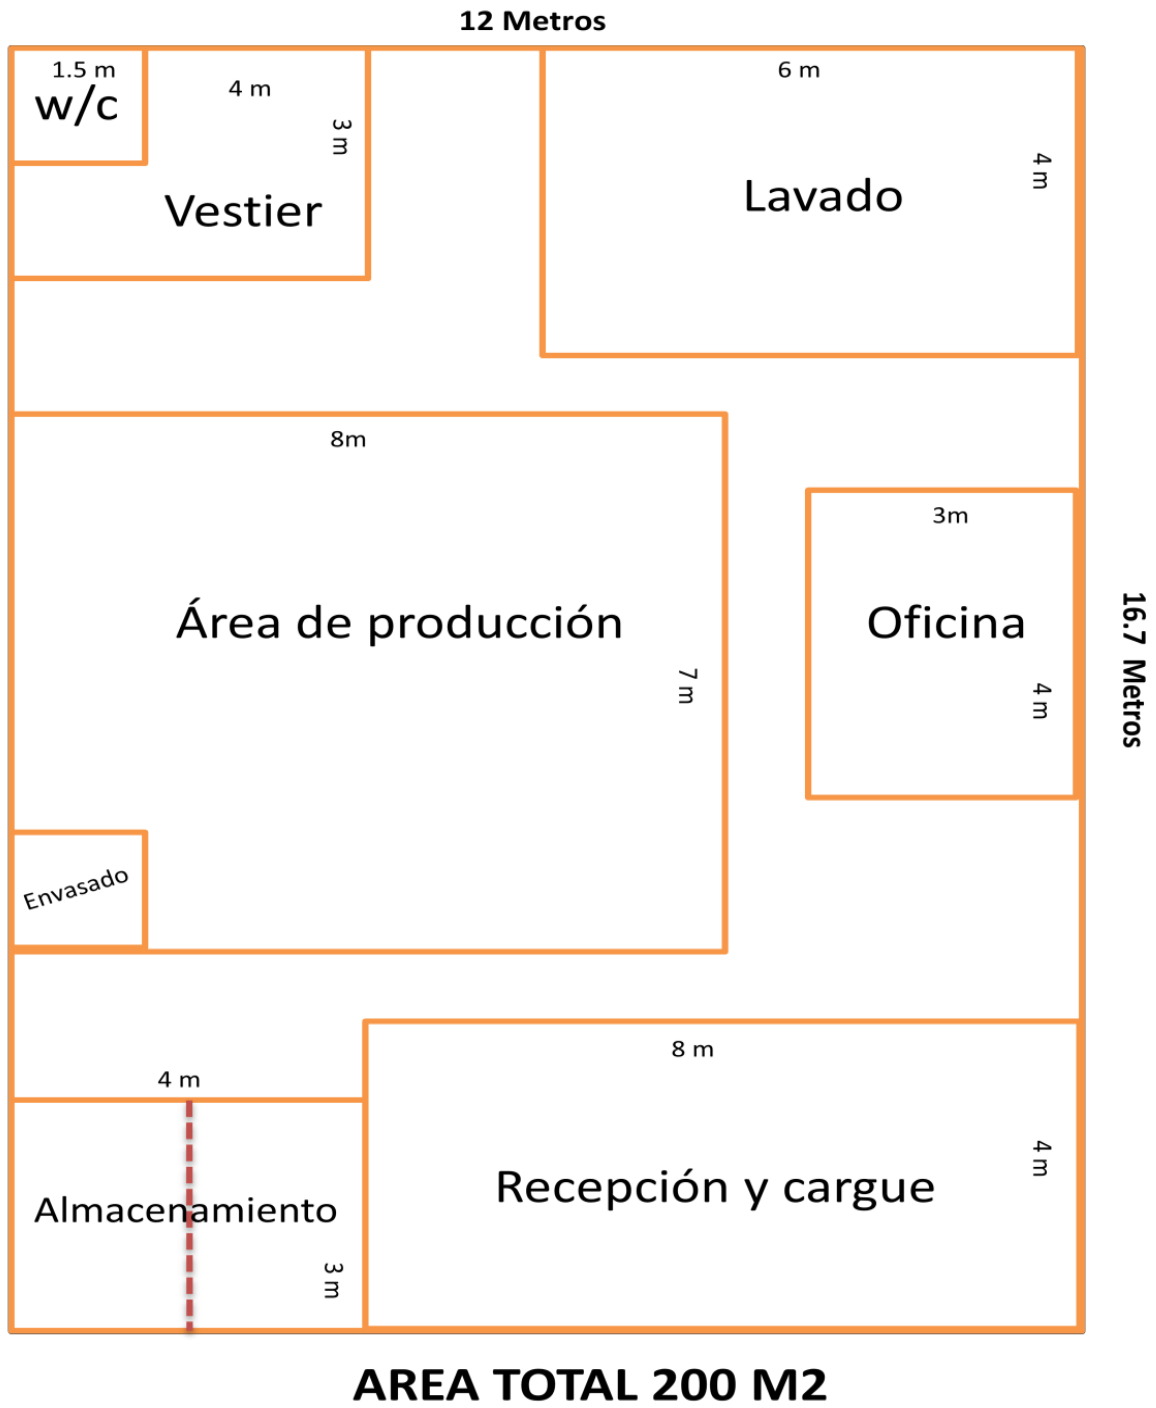 12 Metros
1.5 m
w/c
4 m
3 m
Vestier
6 m
4 m
Lavado
8m
Área de producción
7 m
3m
Oficina
4 m
16.7 Metros
Envasado
4 m
Almacenamiento
3 m
8 m
Recepción y cargue
4 m
AREA TOTAL 200 M2